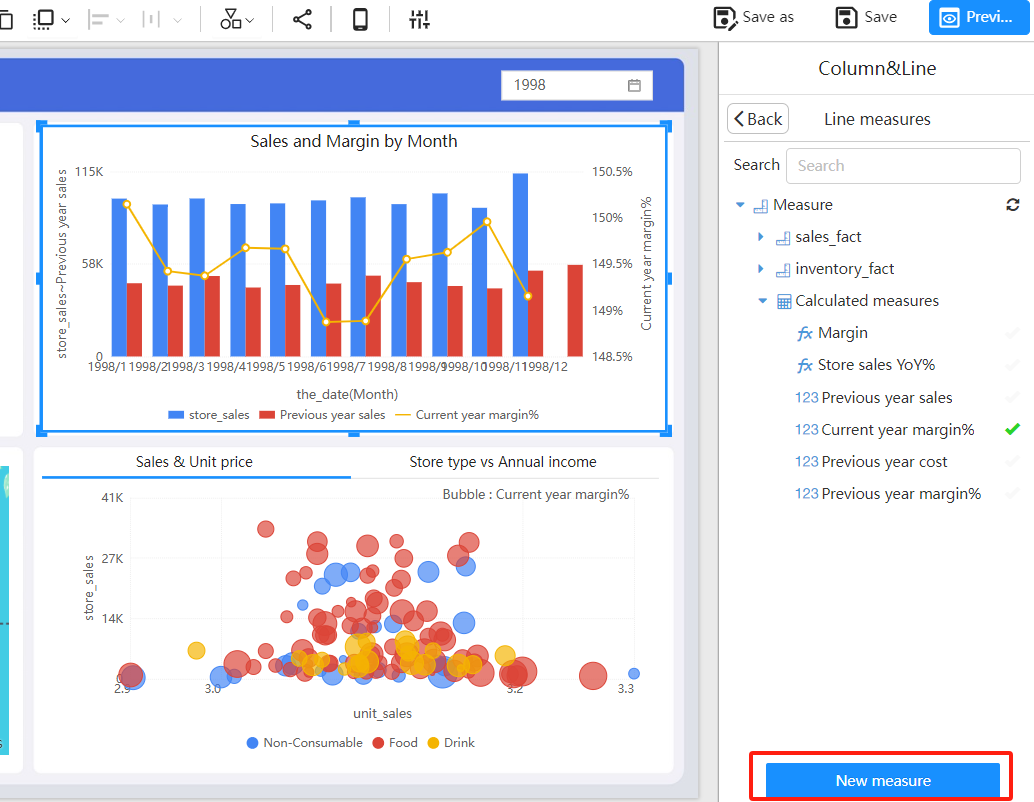 Save as
Save
Previ...
1998
Sales and Margin by Month
store_sales~Previous year sales
115K
58K
0
150.5%
150%
149.5%
149%
148.5%
Current year margin%
1998/1
1998/2
1998/3
1998/4
1998/5
1998/6
1998/7
1998/8
1998/9
1998/10
1998/11
1998/12
the_date(Month)
store_sales
Previous year sales
Current year margin%
Sales & Unit price
Store type vs Annual income
Bubble : Current year margin%
store_sales
41K
27K
14K
2.9
3.0
3.2
3.3
unit_sales
Non-Consumable
Food
Drink
Column&Line
Back
Line measures
Search
Search
Measure
sales_fact
inventory_fact
Calculated measures
fx Margin
fx Store sales YoY%
123 Previous year sales
123 Current year margin%
123 Previous year cost
123 Previous year margin%
New measure